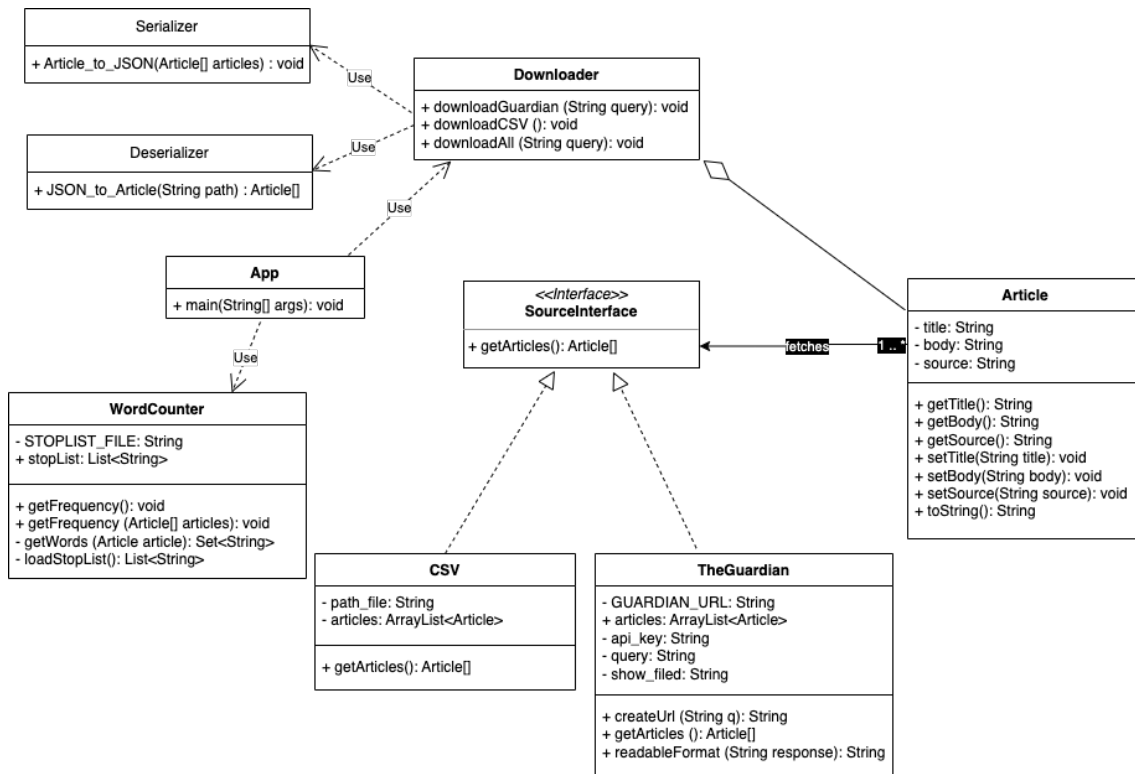 Serializer
+ Article_to_JSON(Article[] articles) : void
Use
Downloader
+ downloadGuardian (String query): void
+ downloadCSV (): void
+ downloadAll (String query): void
Deserializer
+ JSON_to_Article(String path) : Article[]
Use
Use
App
+ main(String[] args): void
Use
<<Interface>>
SourceInterface
+ getArticles(): Article[]
fetches
1 .. *
Article
- title: String
- body: String
- source: String
+ getTitle(): String
+ getBody(): String
+ getSource(): String
+ setTitle(String title): void
+ setBody(String body): void
+ setSource(String source): void
+ toString(): String
WordCounter
- STOPLIST_FILE: String
+ stopList: List<String>
+ getFrequency(): void
+ getFrequency (Article[] articles): void
- getWords (Article article): Set<String>
- loadStopList(): List<String>
CSV
- path_file: String
- articles: ArrayList<Article>
+ getArticles(): Article[]
TheGuardian
- GUARDIAN_URL: String
+ articles: ArrayList<Article>
- api_key: String
- query: String
- show_filed: String
+ createUrl (String q): String
+ getArticles (): Article[]
+ readableFormat (String response): String